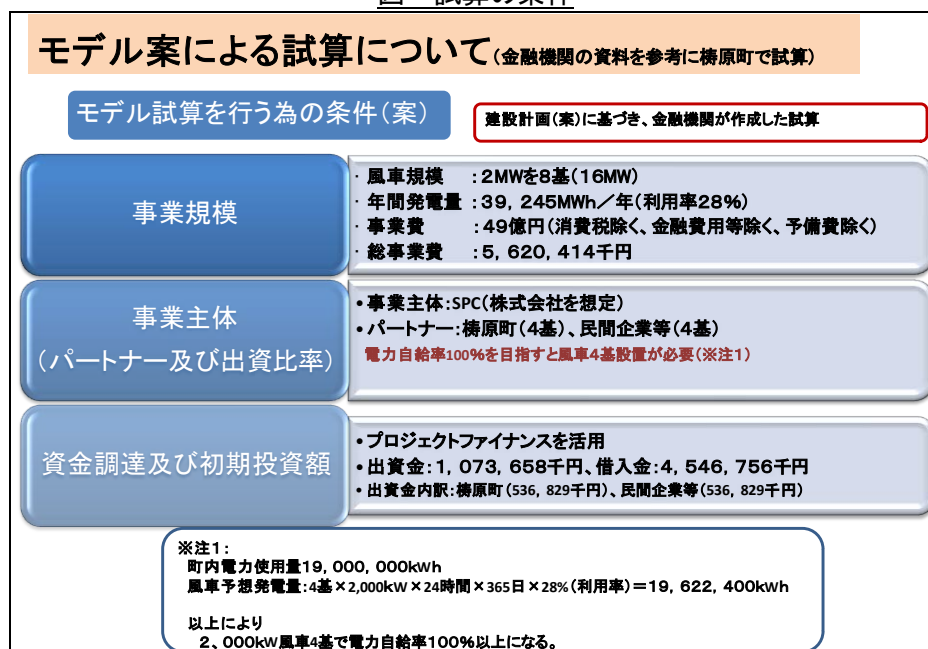 図　試算の条件
モデル案による試算について(金融機関の資料を参考に梼原町で試算)
モデル試算を行う為の条件(案)
建設計画(案)に基づき、金融機関が作成した試算
事業規模
・風車規模　:2MWを8基(16MW)
・年間発電量:39,245MWh/年(利用率28%)
・事業費　:49億円(消費税除く、金融費用等除く、予備費除く)
・総事業費　:5,620,414千円
事業主体
(パートナー及び出資比率)
•事業主体:SPC(株式会社を想定)
•パートナー:梼原町(4基)、民間企業等(4基)
電力自給率100%を目指すと風車4基設置が必要(※注1)
資金調達及び初期投資額
•プロジェクトファイナンスを活用
•出資金:1,073,658千円、借入金:4,546,756千円
•出資金内訳:梼原町(536,829千円)、民間企業等(536,829千円)
※注1:
町内電力使用量19,000,000kWh
風車予想発電量:4基×2,000kW×24時間×365日×28%(利用率)=19,622,400kWh
以上により
2、000kW風車4基で電力自給率100%以上になる。